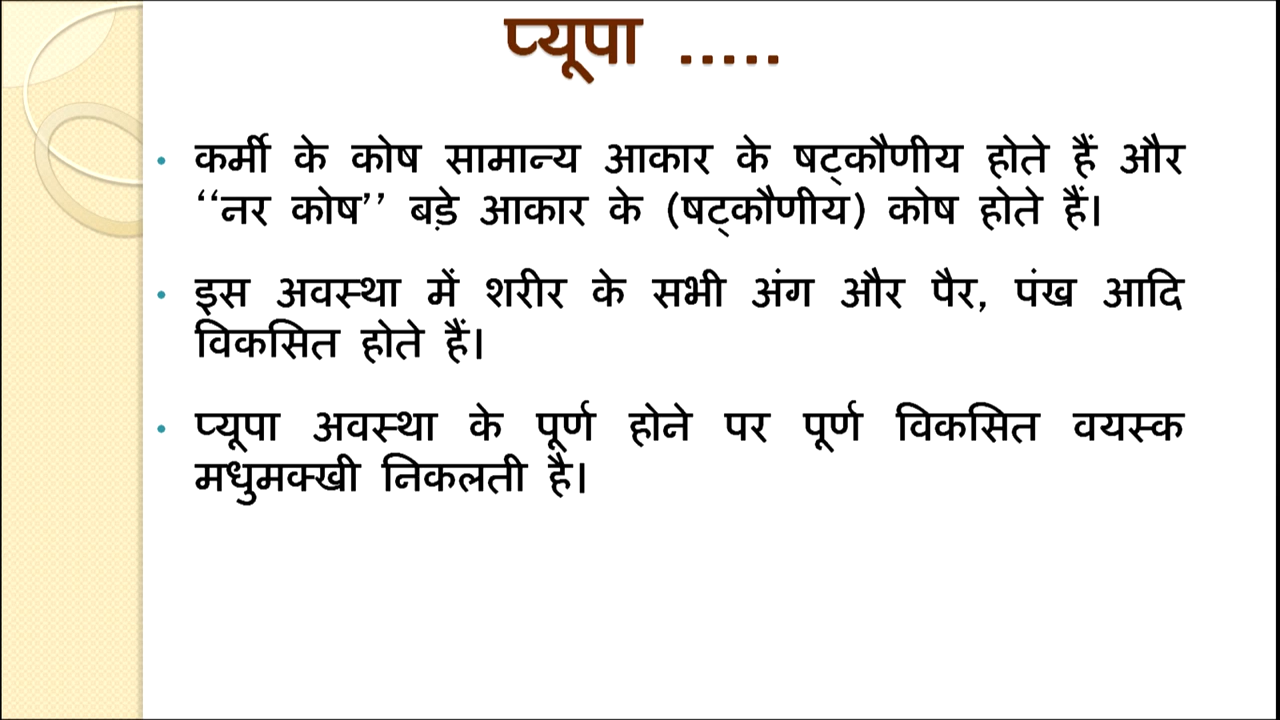 प्यूपा .....
• कर्मी के कोष सामान्य आकार के षट्कौणीय होते हैं और
‘‘नर कोष’’ बड़े आकार के (षट्कौणीय) कोष होते हैं।
• इस अवस्था में शरीर के सभी अंग और पैर, पंख आदि
विकसित होते हैं।
• प्यूपा अवस्था के पूर्ण होने पर पूर्ण विकसित वयस्क
मधुमक्खी निकलती है।